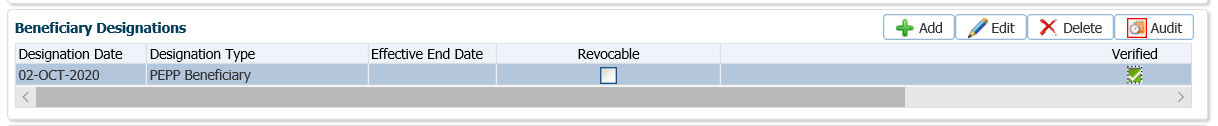 Beneficiary Designations Add Edit Delete Audit
Designation Date Designation Type Effective End Date Revocable Verified
02-OCT-2020 PEPP Beneficiary